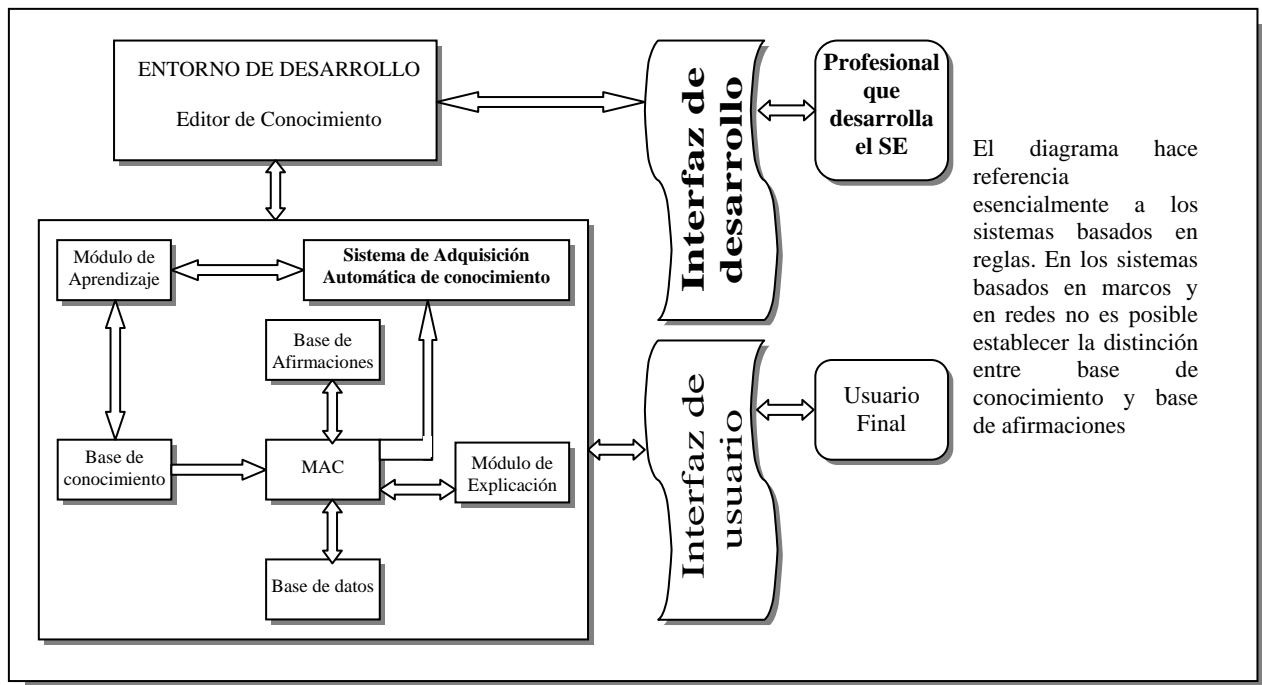 ENTORNO DE DESARROLLO
Editor de Conocimiento
Interfaz de
desarrollo
Profesional
que
desarrolla
el SE
El diagrama hace
referencia
esencialmente a los
sistemas basados en
reglas. En los sistemas
basados en marcos y
en redes no es posible
establecer la distinción
entre base de
conocimiento y base
de afirmaciones
Módulo de
Aprendizaje
Sistema de Adquisición
Automática de conocimiento
Base de
Afirmaciones
Base de
conocimiento
MAC
Módulo de
Explicación
Base de datos
Interfaz de
usuario
Usuario
Final